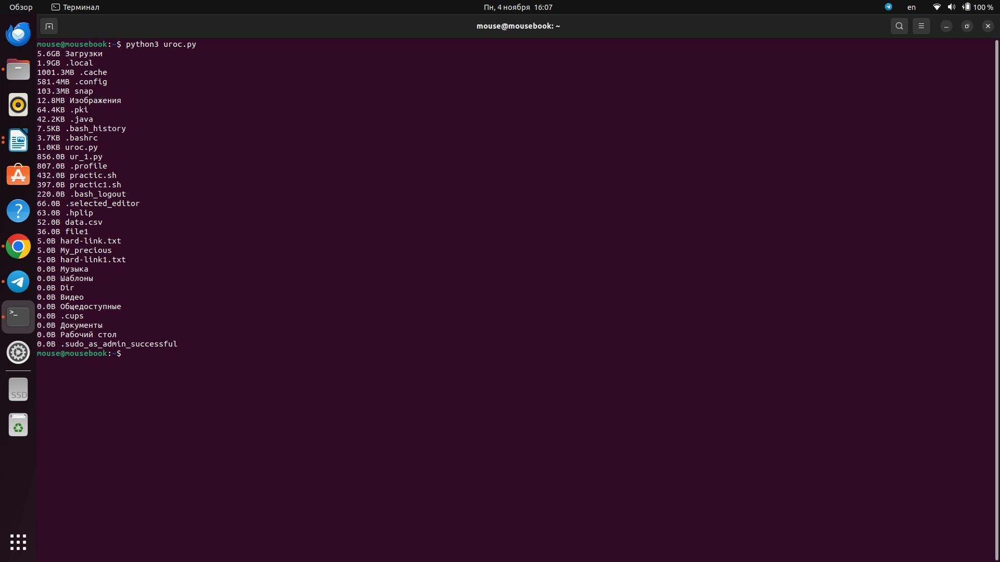 Обзор Терминал Пн, 4 ноября 16:07 en 100 %
mouse@mousebook: ~
mouse@mousebook:~$ python3 uroc.py
5.6GB Загрузки
1.9GB .local
1001.3MB .cache
581.4MB .config
103.3MB snap
12.8MB Изображения
64.4KB .pki
42.2KB .java
7.5KB .bash_history
3.7KB .bashrc
1.0KB uroc.py
856.0B ur_1.py
807.0B .profile
432.0B practic.sh
397.0B practic1.sh
220.0B .bash_logout
66.0B .selected_editor
63.0B .hplip
52.0B data.csv
36.0B file1
5.0B hard-link.txt
5.0B My_precious
5.0B hard-link1.txt
0.0B Музыка
0.0B Шаблоны
0.0B Dir
0.0B Видео
0.0B Общедоступные
0.0B .cups
0.0B Документы
0.0B Рабочий стол
0.0B .sudo_as_admin_successful
mouse@mousebook:~$
SSD